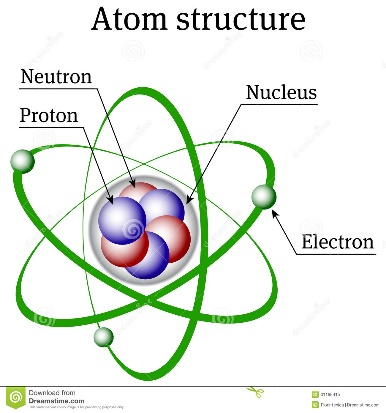 Atom structure
Neutron
Nucleus
Proton
Electron
Download from
Dreamstime.com